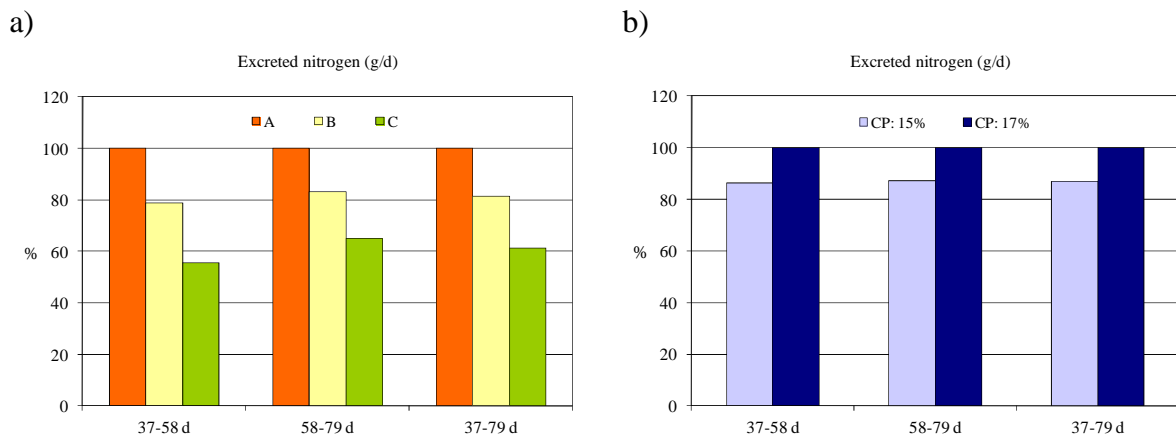 a)
Excreted nitrogen (g/d)
120
A B C
100
80
60
%
40
20
0
37-58 d 58-79 d 37-79 d
b)
Excreted nitrogen (g/d)
120
CP: 15% CP: 17%
100
80
60
%
40
20
0
37-58 d 58-79 d 37-79 d